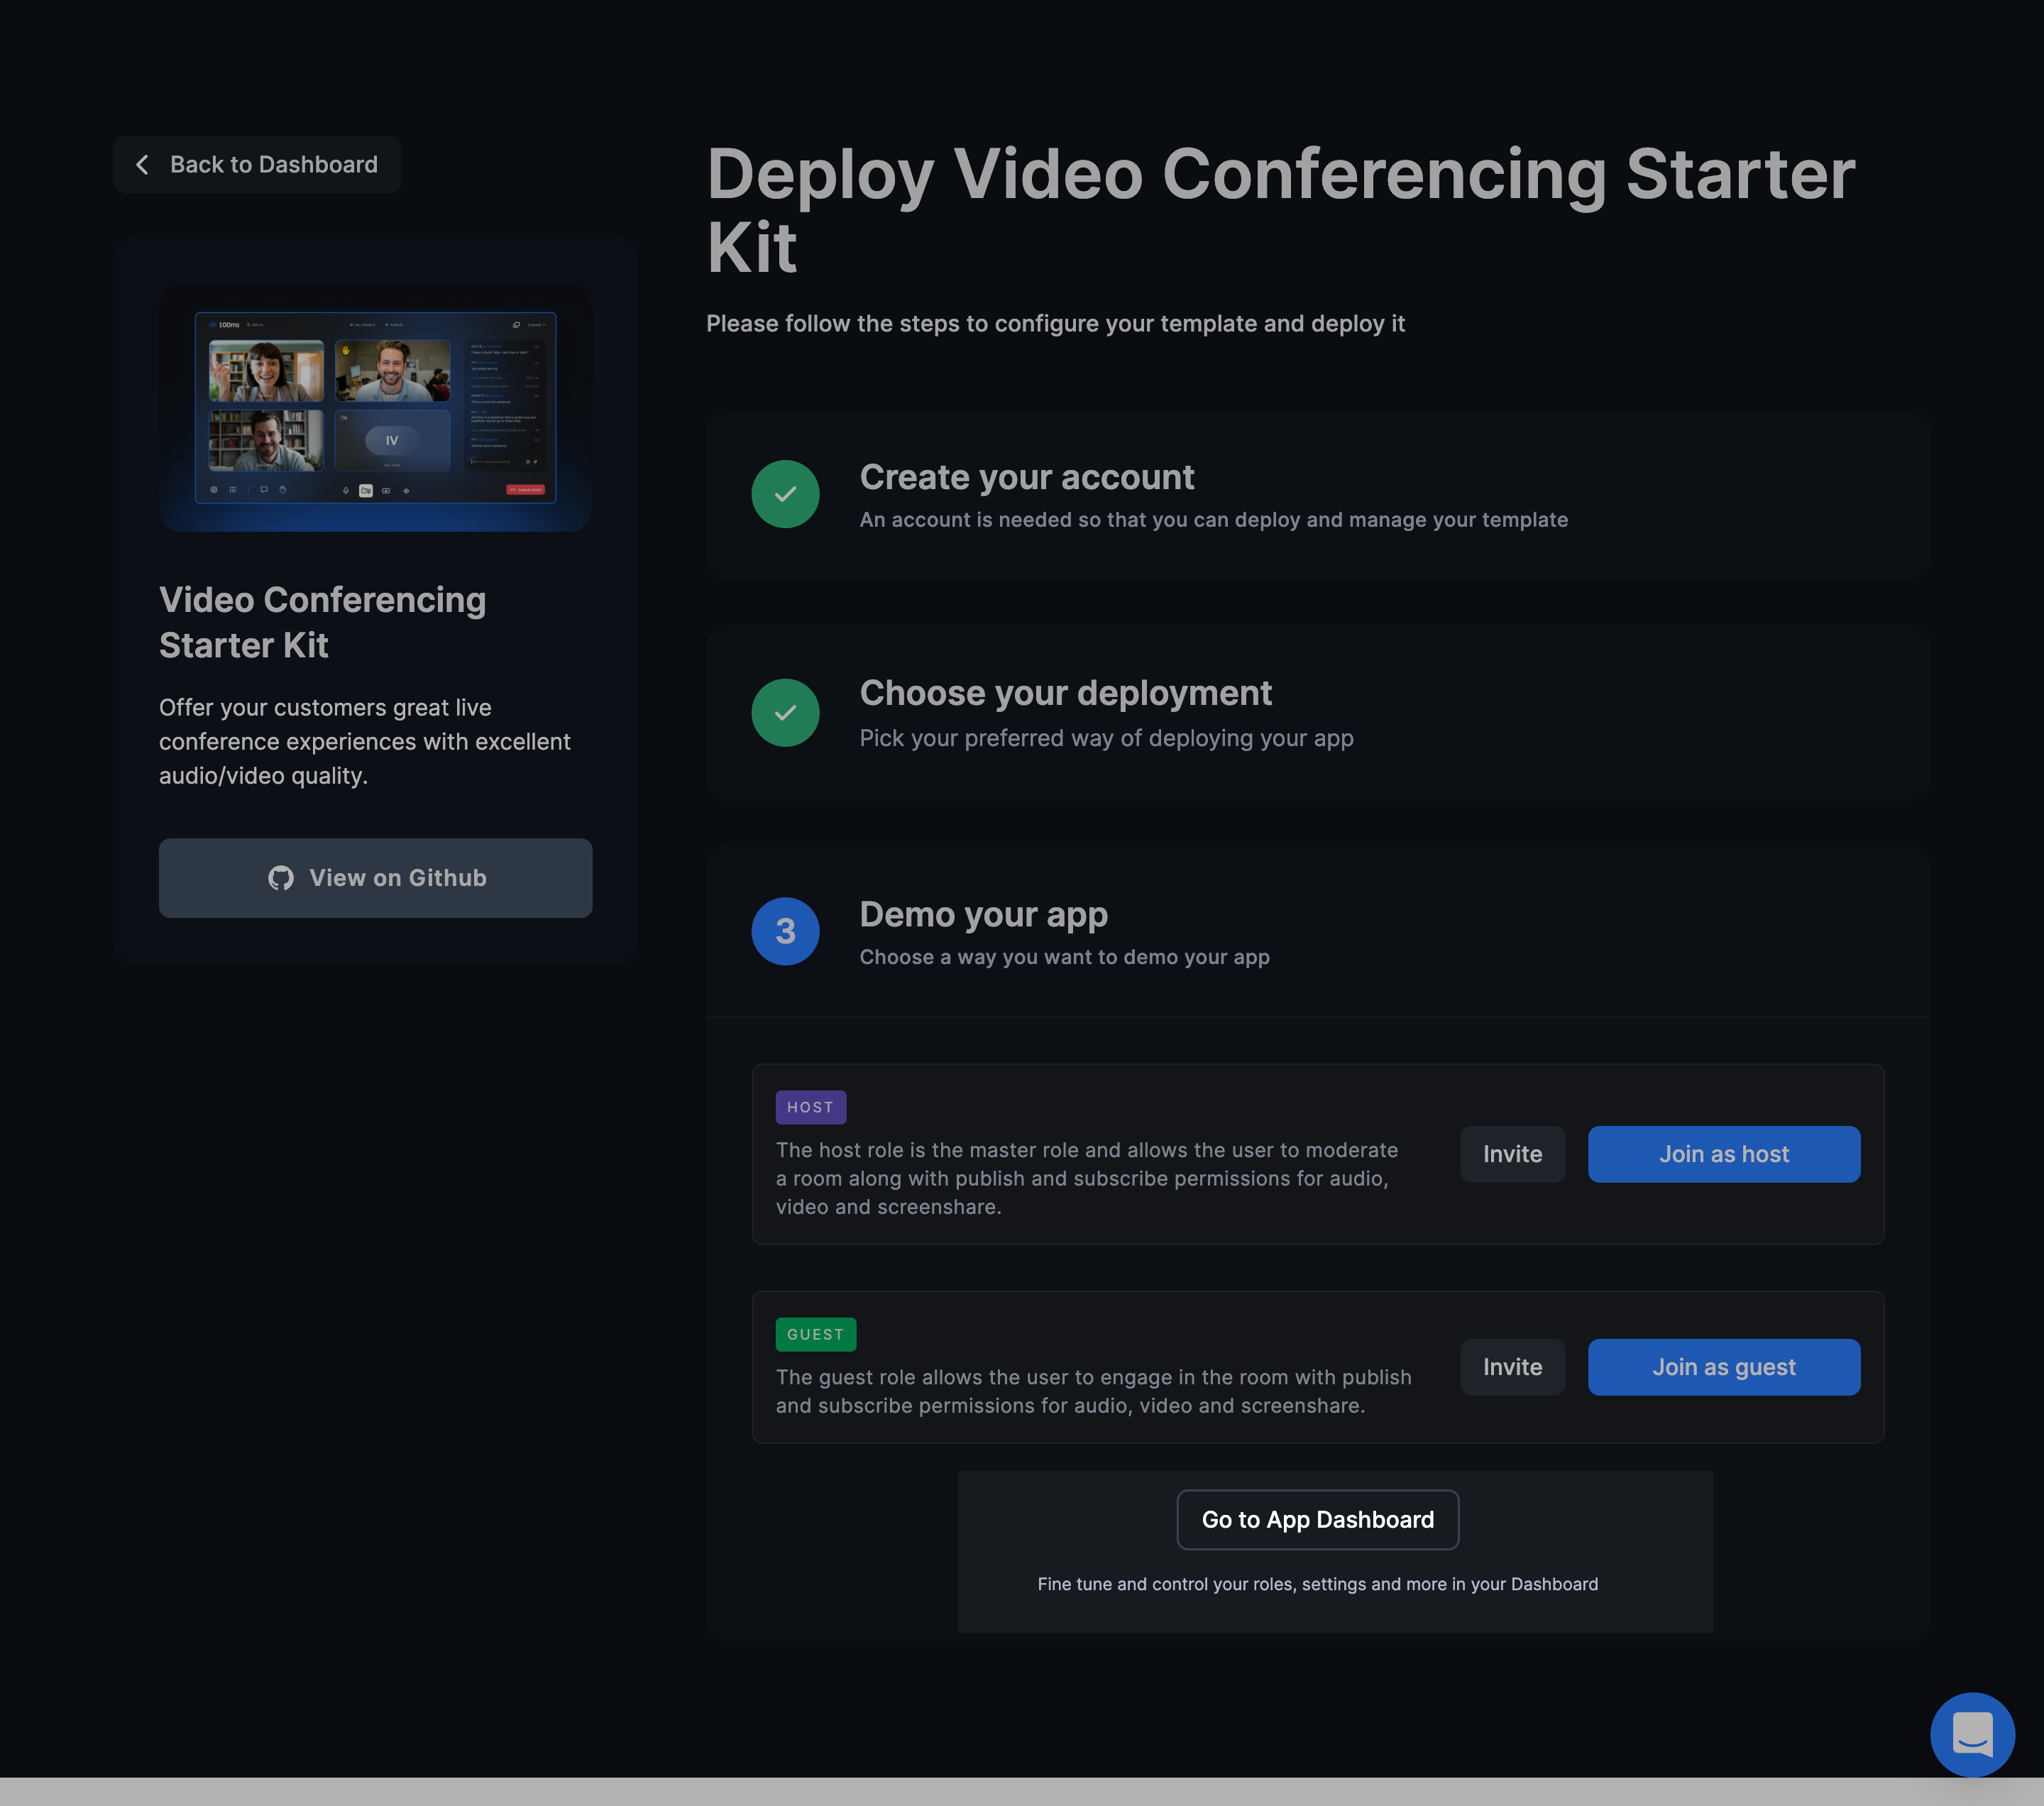 Back to Dashboard
Deploy Video Conferencing Starter
Kit
Please follow the steps to configure your template and deploy it
100ms
IV
Video Conferencing
Starter Kit
Offer your customers great live
conference experiences with excellent
audio/video quality.
View on Github
Create your account
An account is needed so that you can deploy and manage your template
Choose your deployment
Pick your preferred way of deploying your app
3
Demo your app
Choose a way you want to demo your app
HOST
The host role is the master role and allows the user to moderate
a room along with publish and subscribe permissions for audio,
video and screenshare.
Invite
Join as host
GUEST
The guest role allows the user to engage in the room with publish
and subscribe permissions for audio, video and screenshare.
Invite
Join as guest
Go to App Dashboard
Fine tune and control your roles, settings and more in your Dashboard